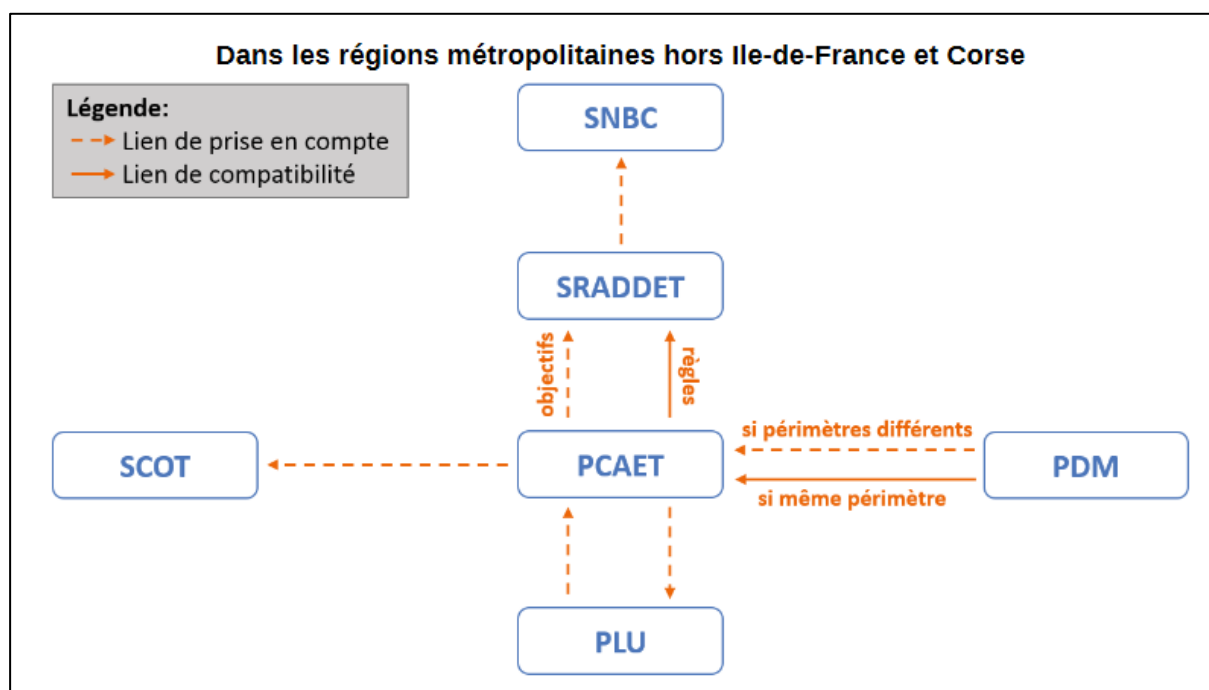 Dans les régions métropolitaines hors Ile-de-France et Corse
Légende:
Lien de prise en compte
Lien de compatibilité
SNBC
SRADDET
objectifs
règles
SCOT
PCAET
si périmètres différents
si même périmètre
PDM
PLU